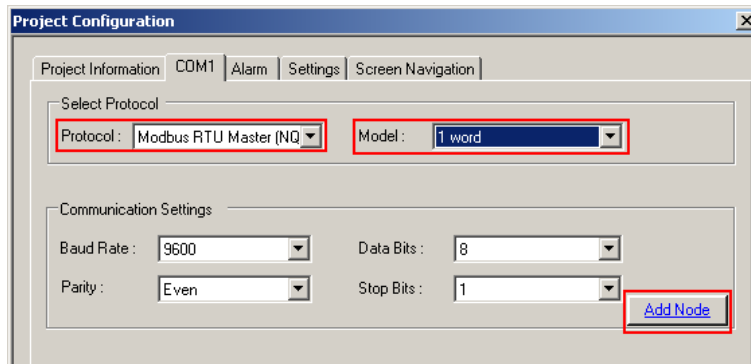 Project Configuration
Project Information COM1 Alarm Settings Screen Navigation
Select Protocol
Protocol : Modbus RTU Master (NQ Model : 1 word
Communication Settings
Baud Rate : 9600 Data Bits : 8
Parity : Even Stop Bits : 1
Add Node